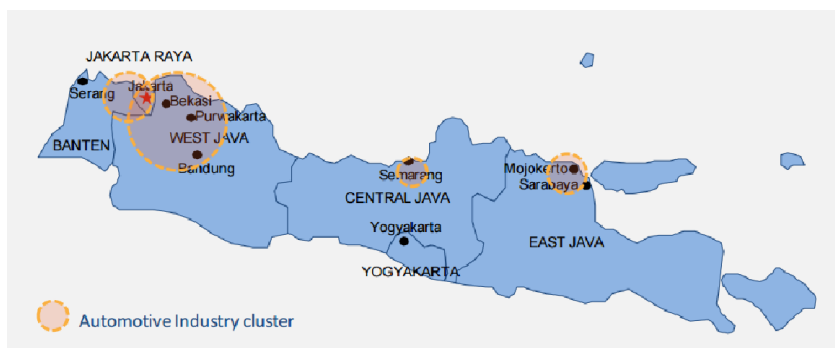 JAKARTA RAYA
Jakarta
Serang
Bekasi
Purwakarta
WEST JAVA
BANTEN
Bandung
Semarang
Mojokerto
Sarabaya
CENTRAL JAVA
Yogyakarta
EAST JAVA
YOGYAKARTA
Automotive Industry cluster